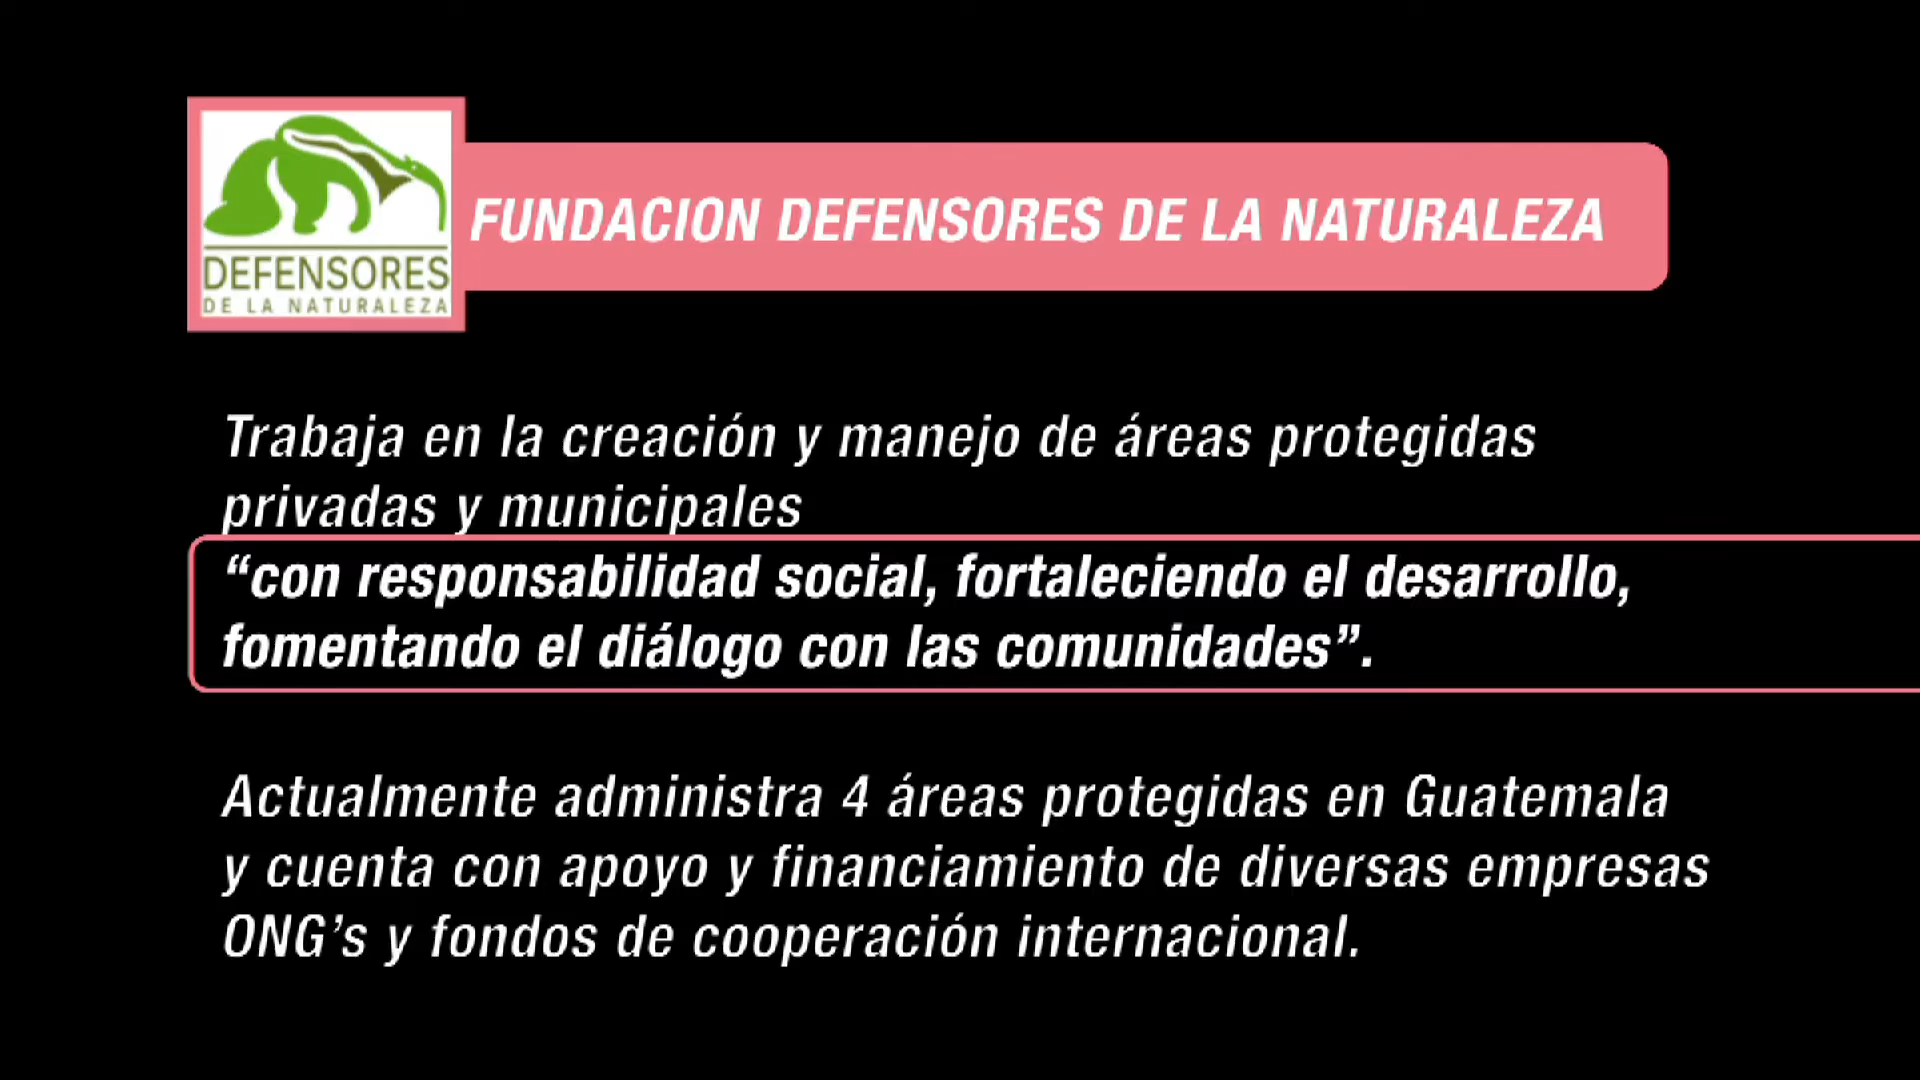 DEFENSORES
DE LA NATURALEZA
FUNDACION DEFENSORES DE LA NATURALEZA
Trabaja en la creación y manejo de áreas protegidas
privadas y municipales
“con responsabilidad social, fortaleciendo el desarrollo,
fomentando el diálogo con las comunidades”.
Actualmente administra 4 áreas protegidas en Guatemala
y cuenta con apoyo y financiamiento de diversas empresas
ONG’s y fondos de cooperación internacional.